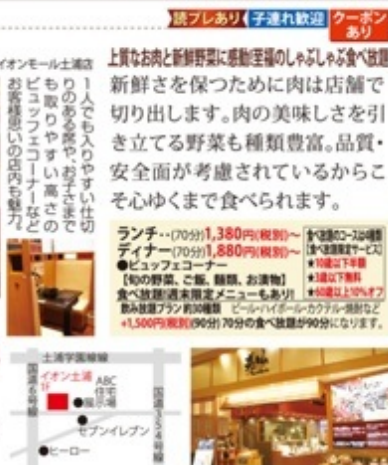 読プレあり
子連れ歓迎
クーポンあり
上質なお肉と新鮮野菜に感動!至福のしゃぶしゃぶ食べ放題
イオンモール土浦店
新鮮さを保つために肉は店舗で
切り出します。肉の美味しさを引
き立てる野菜も種類豊富。品質・
安全面が考慮されているからこ
そ心ゆくまで食べられます。
1人でも入りやすい仕切
りのある席や、お子さまで
も取りやすい高さの
ビュッフェコーナーなど
お客様思いの店内も魅力。
ランチ‥(70分)1,380円(税別)~
ディナー(70分)1,880円(税別)~
●ビュッフェコーナー
【旬の野菜、ご飯、麺類、お漬物】
食べ放題!週末限定メニューもあり!
食べ放題のコースは4種
【食べ放題限定サービス】
★10歳以下半額
★3歳以下無料
★60歳以上10%オフ
飲み放題プラン 約30種類 ビール・ハイボール・カクテル・焼酎など
+1,500円(税別)(90分)70分の食べ放題が90分になります。
土浦学園線
国道6号線
イオン土浦
1F
ABC
住宅
展示場
セブンイレブン
ヒーロー
国道354号線